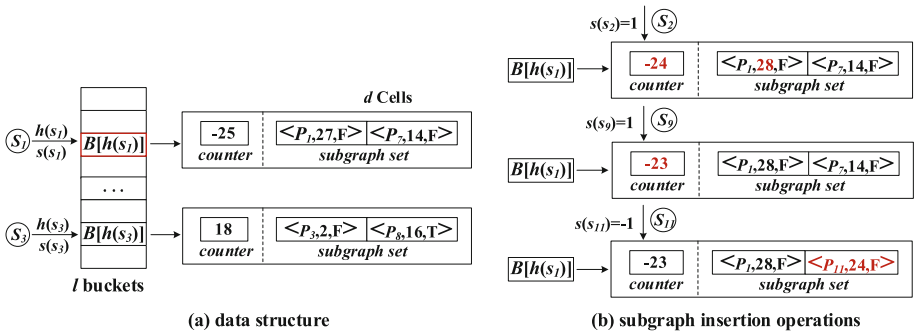 d Cells
S1 h(s1) s(s1)
B[h(s1)]
-25
<P1,27,F> <P7,14,F>
counter
subgraph set
...
S3 h(s3) s(s3)
B[h(s3)]
18
<P3,2,F> <P8,16,T>
counter
subgraph set
l buckets
(a) data structure
s(s2)=1 S2
B[h(s1)]
-24
<P1,28,F> <P7,14,F>
counter
subgraph set
s(s9)=1 S9
B[h(s1)]
-23
<P1,28,F> <P7,14,F>
counter
subgraph set
s(s11)=-1 S11
B[h(s1)]
-23
<P1,28,F> <P11,24,F>
counter
subgraph set
(b) subgraph insertion operations